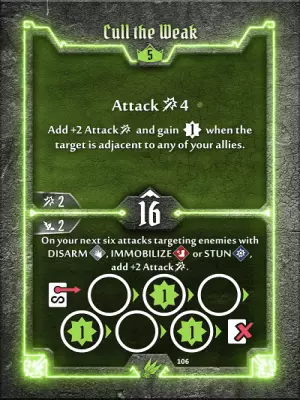 Cull the Weak
5
Attack 4
Add +2 Attack and gain 1 when the
target is adjacent to any of your allies.
2
2
16
On your next six attacks targeting enemies with
DISARM, IMMOBILIZE or STUN
add +2 Attack.
1
1 1
106